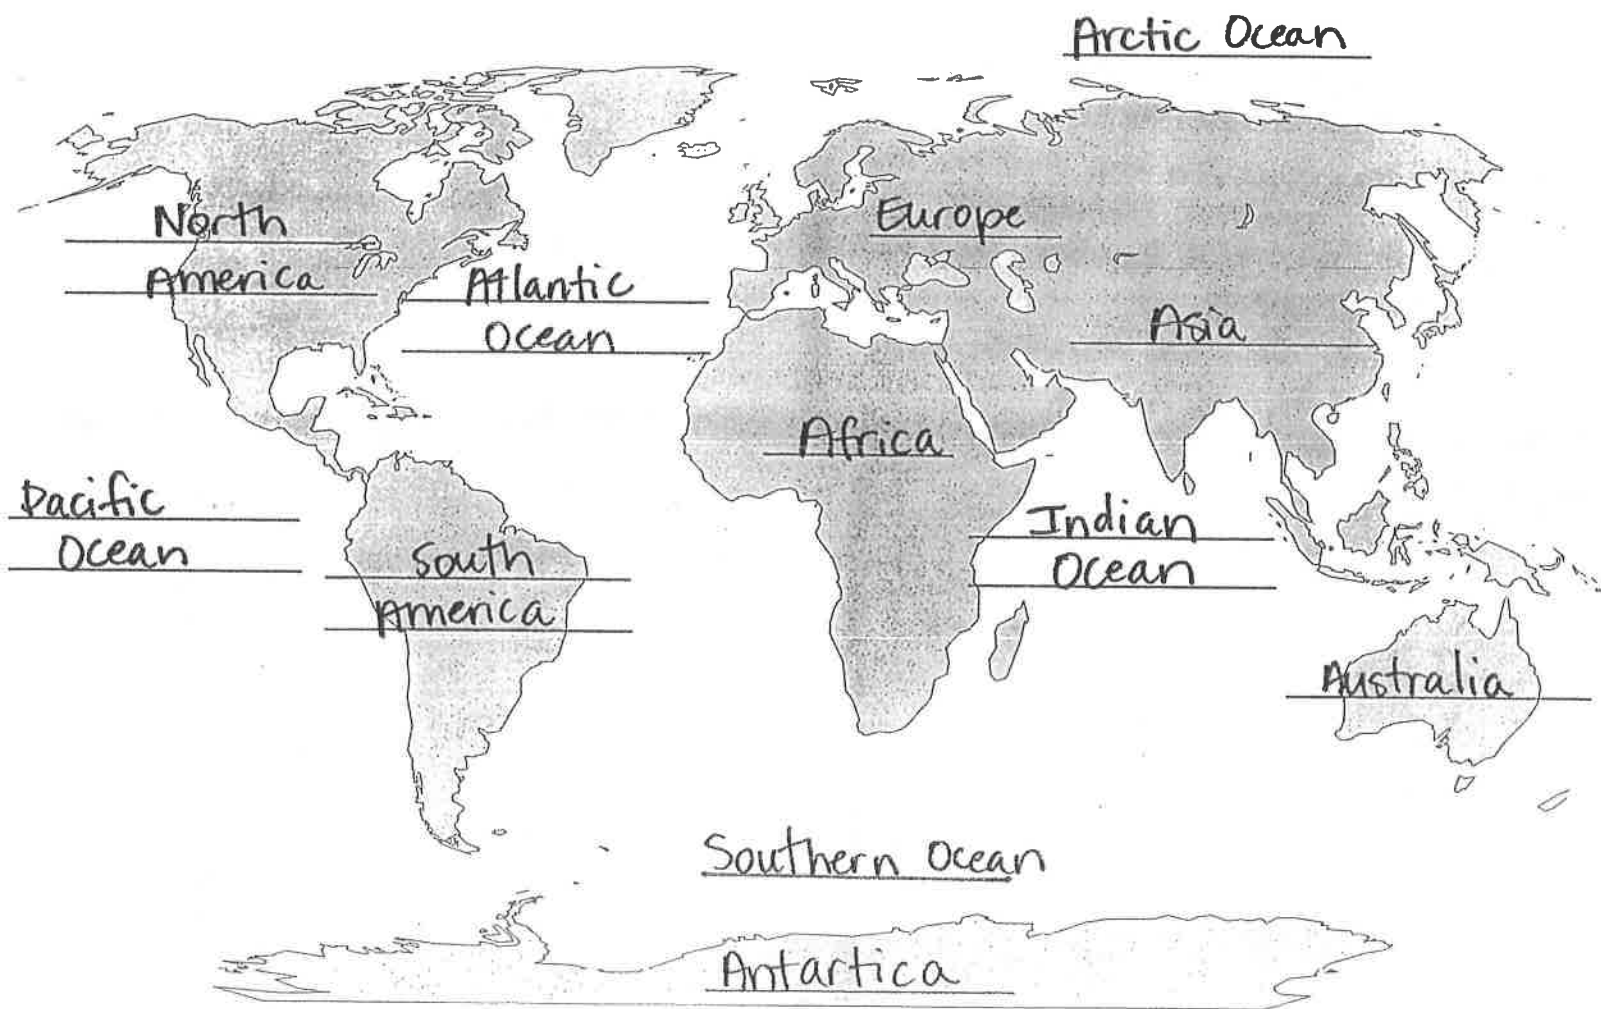 Arctic Ocean
North
America
Europe
Atlantic
Ocean
Asia
Africa
Pacific
Ocean
Indian
Ocean
South
America
Australia
Southern Ocean
Antartica